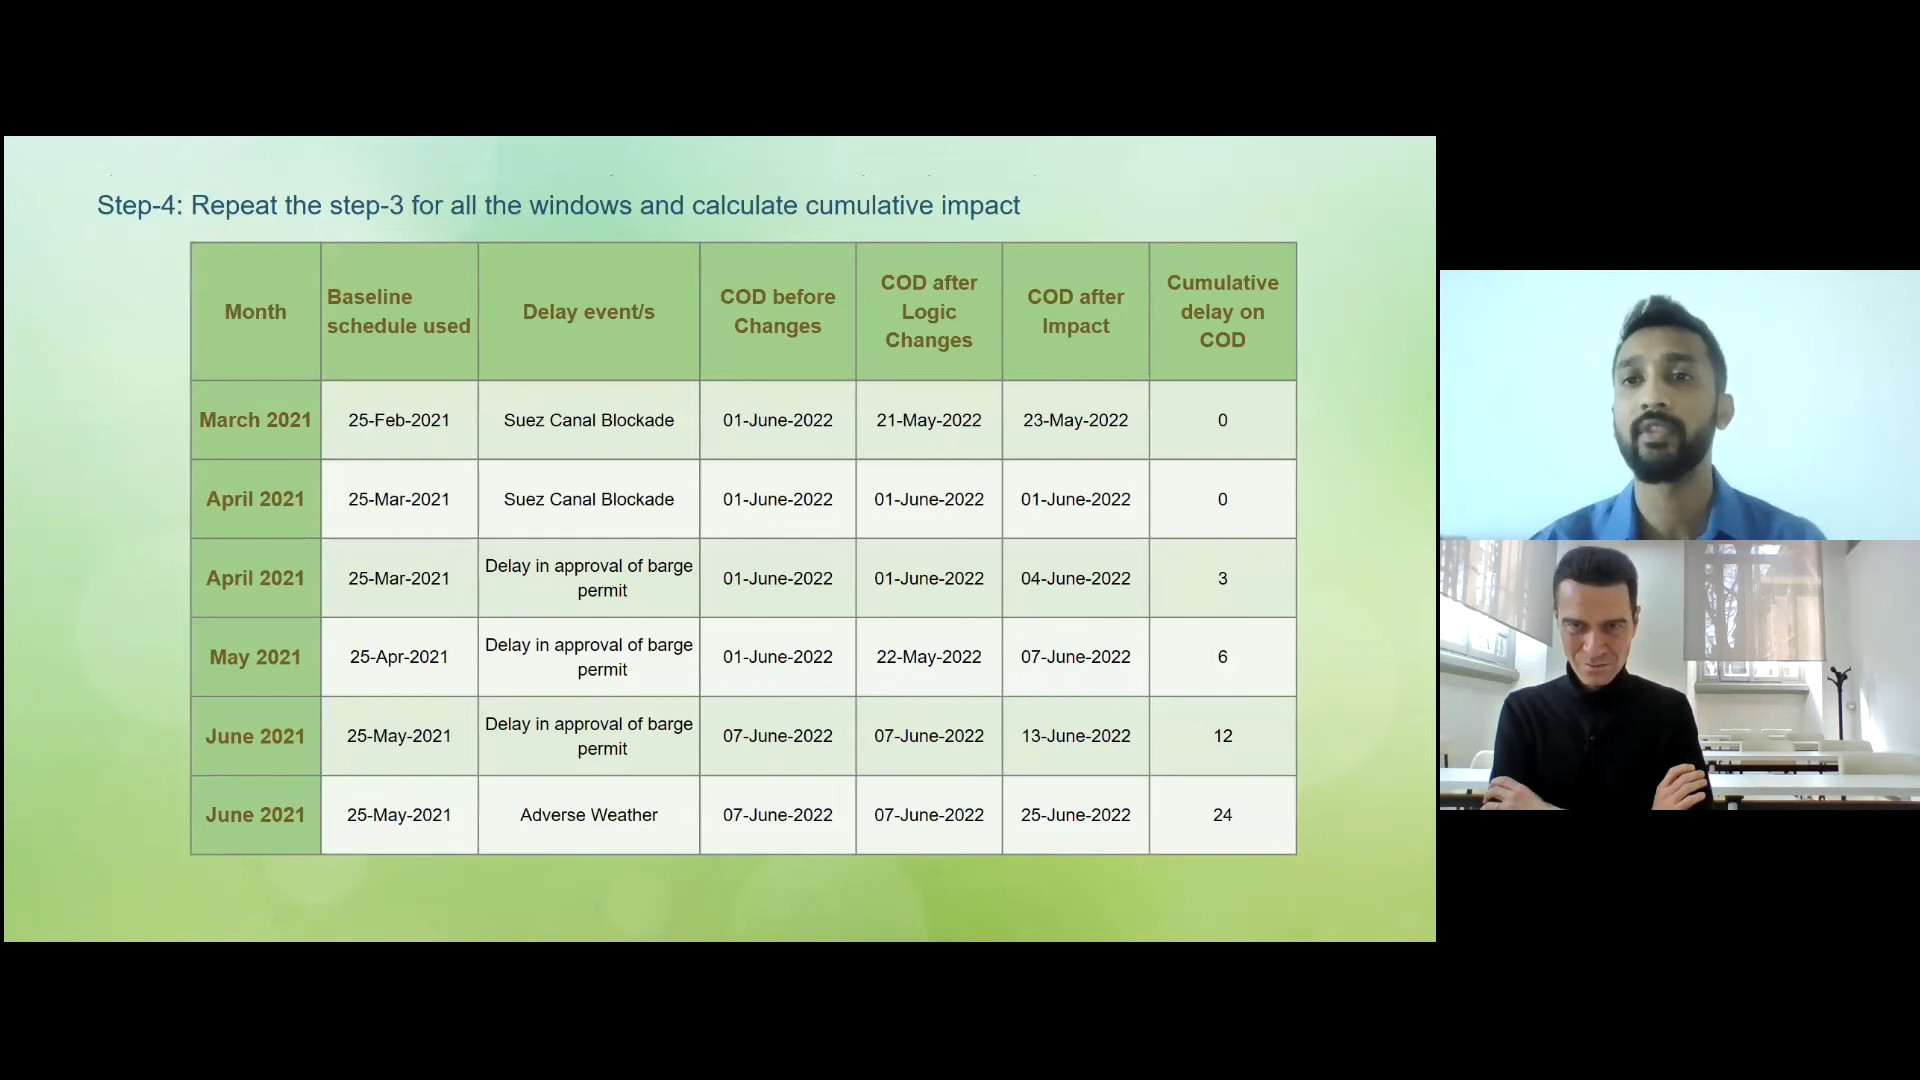 Step-4: Repeat the step-3 for all the windows and calculate cumulative impact
Month
Baseline
schedule used
Delay event/s
COD before
Changes
COD after
Logic
Changes
COD after
Impact
Cumulative
delay on
COD
March 2021
25-Feb-2021
Suez Canal Blockade
01-June-2022
21-May-2022
23-May-2022
0
April 2021
25-Mar-2021
Suez Canal Blockade
01-June-2022
01-June-2022
01-June-2022
0
April 2021
25-Mar-2021
Delay in approval of barge
permit
01-June-2022
01-June-2022
04-June-2022
3
May 2021
25-Apr-2021
Delay in approval of barge
permit
01-June-2022
22-May-2022
07-June-2022
6
June 2021
25-May-2021
Delay in approval of barge
permit
07-June-2022
07-June-2022
13-June-2022
12
June 2021
25-May-2021
Adverse Weather
07-June-2022
07-June-2022
25-June-2022
24